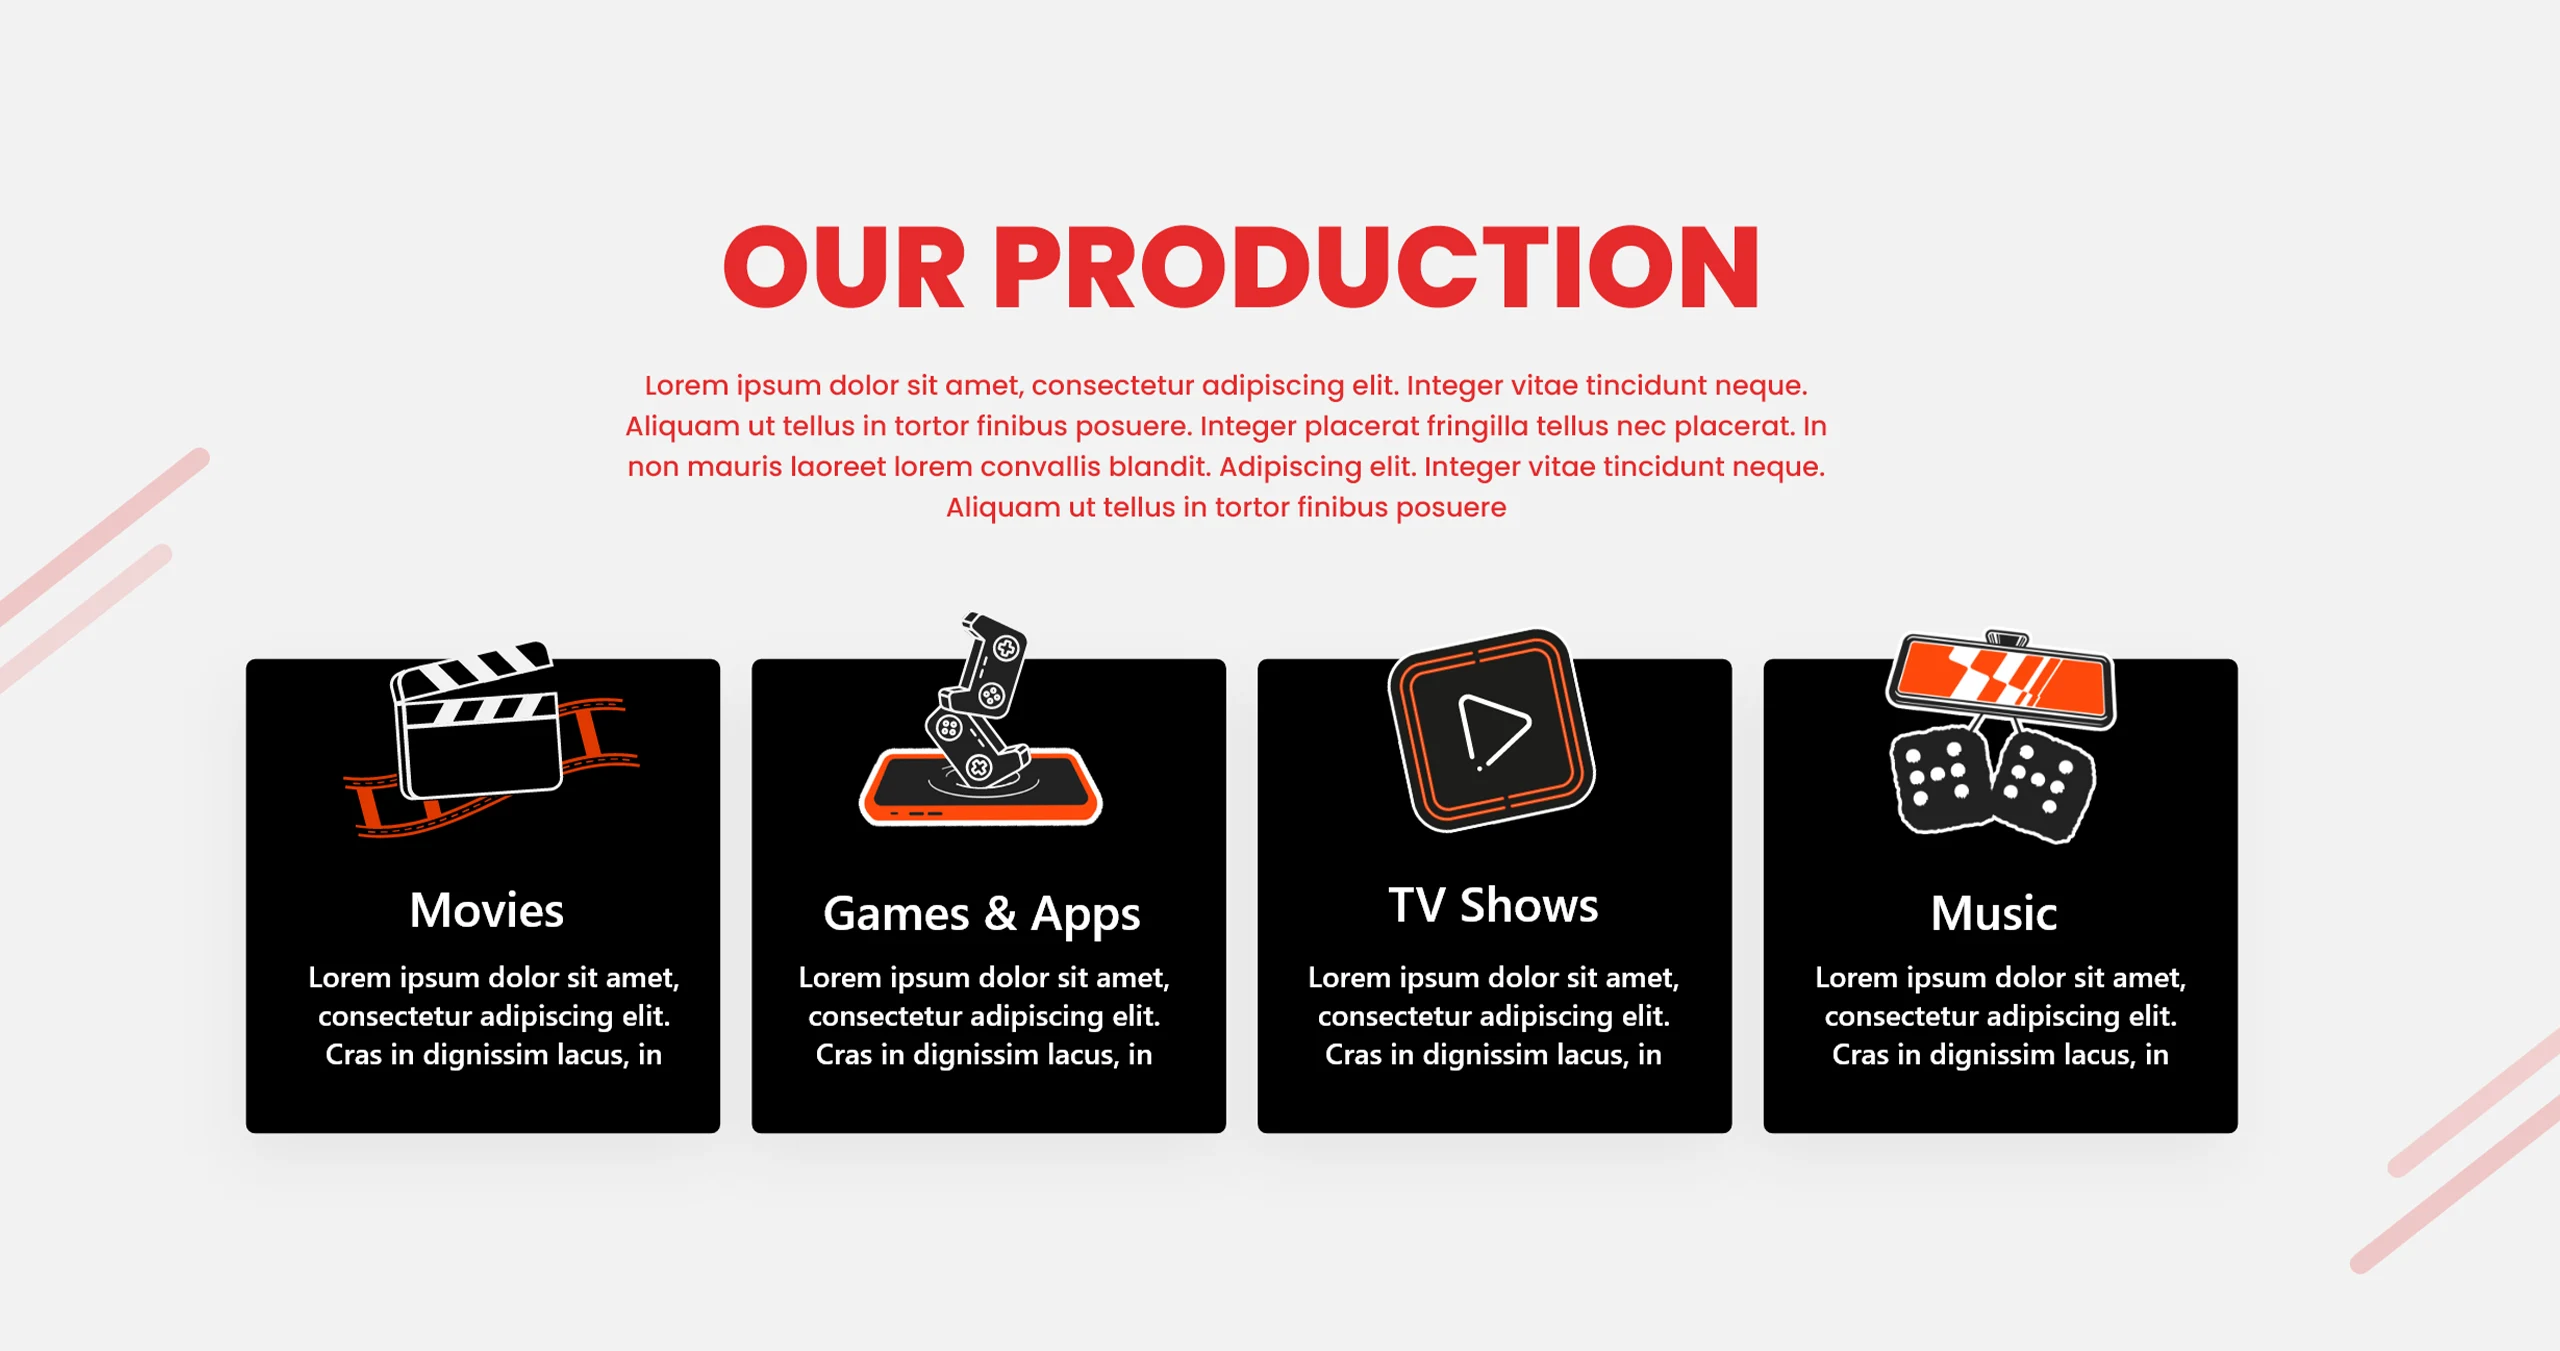 OUR PRODUCTION
Lorem ipsum dolor sit amet, consectetur adipiscing elit. Integer vitae tincidunt neque.
Aliquam ut tellus in tortor finibus posuere. Integer placerat fringilla tellus nec placerat. In
non mauris laoreet lorem convallis blandit. Adipiscing elit. Integer vitae tincidunt neque.
Aliquam ut tellus in tortor finibus posuere
Movies
Lorem ipsum dolor sit amet,
consectetur adipiscing elit.
Cras in dignissim lacus, in
Games & Apps
Lorem ipsum dolor sit amet,
consectetur adipiscing elit.
Cras in dignissim lacus, in
TV Shows
Lorem ipsum dolor sit amet,
consectetur adipiscing elit.
Cras in dignissim lacus, in
Music
Lorem ipsum dolor sit amet,
consectetur adipiscing elit.
Cras in dignissim lacus, in